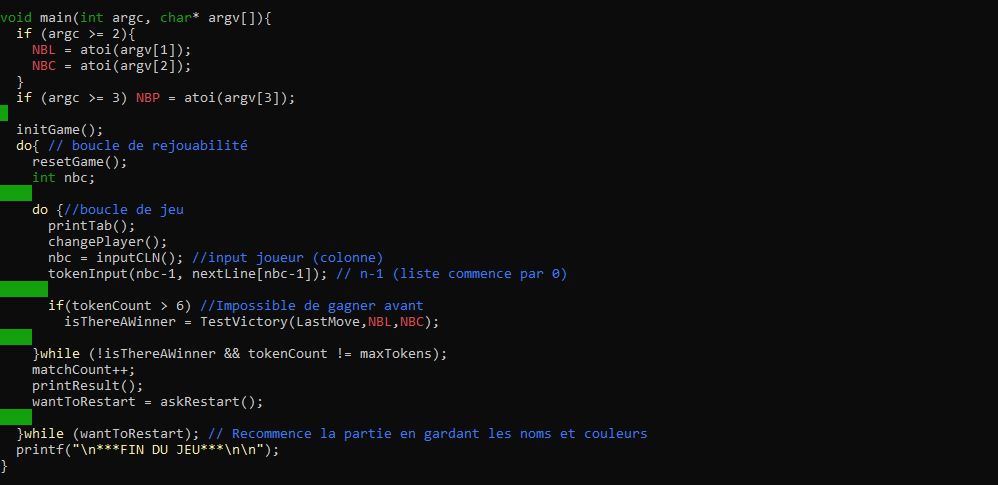 void main(int argc, char* argv[]){
  if (argc >= 2){
    NBL = atoi(argv[1]);
    NBC = atoi(argv[2]);
  }
  if (argc >= 3) NBP = atoi(argv[3]);
  initGame();
  do{ // boucle de rejouabilité
    resetGame();
    int nbc;
    do {//boucle de jeu
      printTab();
      changePlayer();
      nbc = inputCLN(); //input joueur (colonne)
      tokenInput(nbc-1, nextLine[nbc-1]); // n-1 (liste commence par 0)
      if(tokenCount > 6) //Impossible de gagner avant
        isThereAWinner = TestVictory(LastMove,NBL,NBC);
    }while (!isThereAWinner && tokenCount != maxTokens);
    matchCount++;
    printResult();
    wantToRestart = askRestart();
  }while (wantToRestart); // Recommence la partie en gardant les noms et couleurs
  printf("\n***FIN DU JEU***\n\n");
}